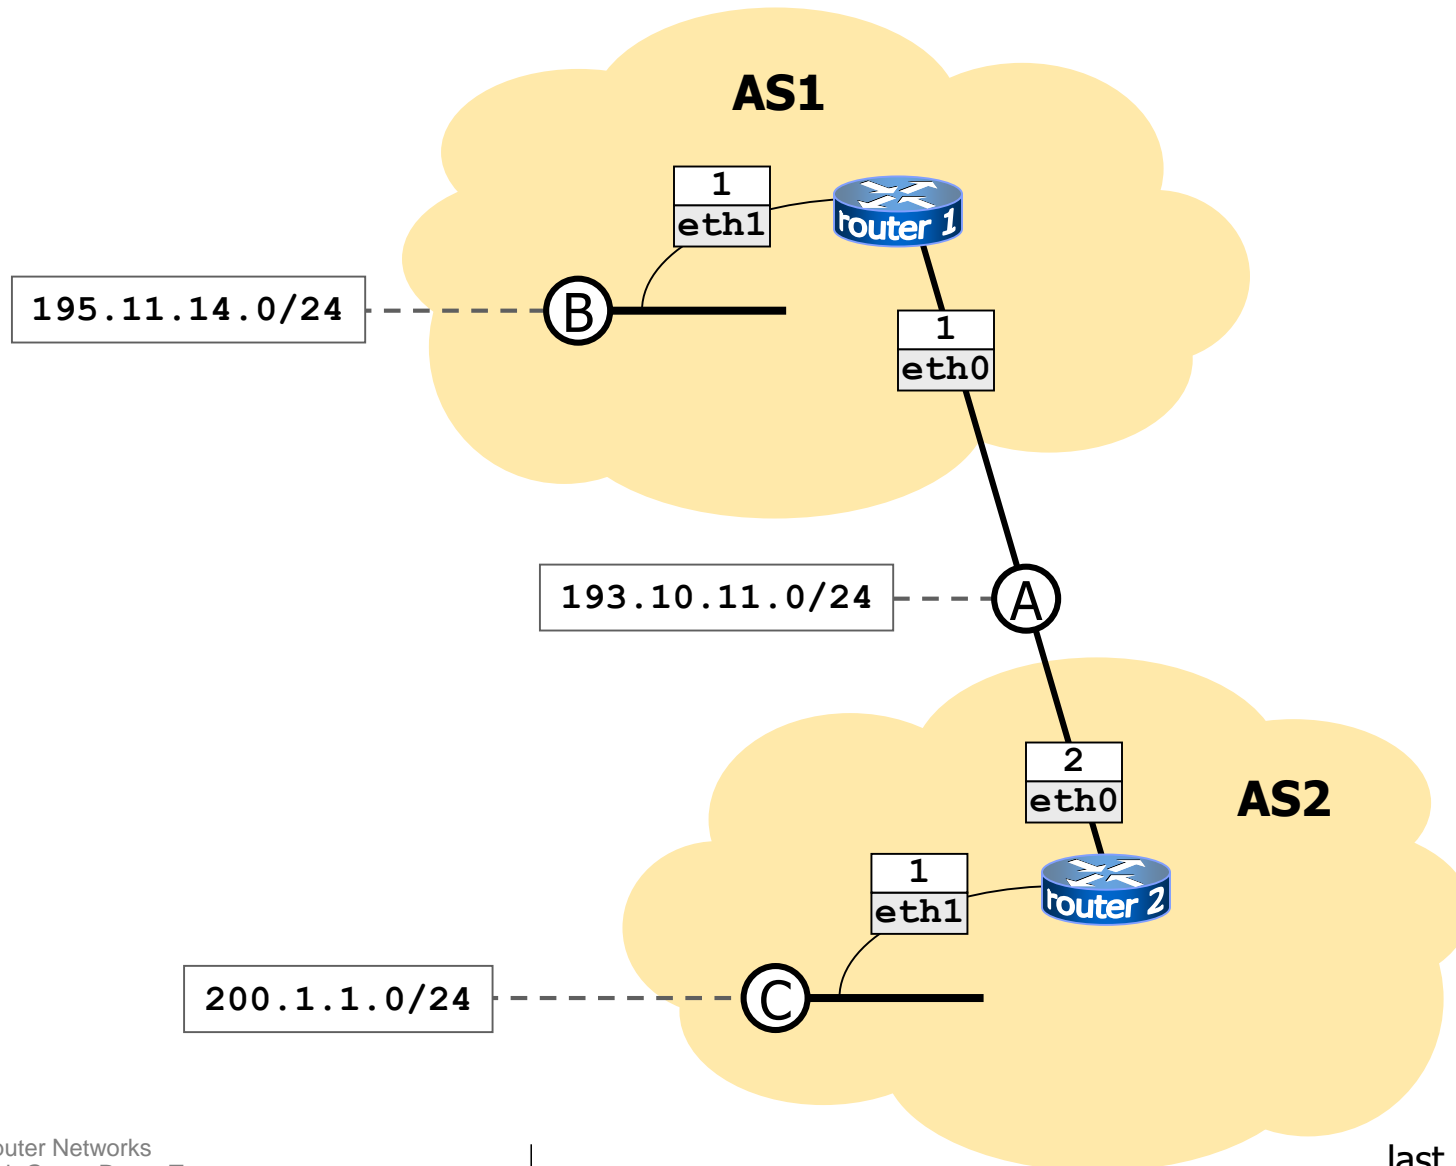 AS1
1
eth1
router 1
195.11.14.0/24
B
1
eth0
193.10.11.0/24
A
2
eth0
AS2
1
eth1
router 2
200.1.1.0/24
C
Networks
last